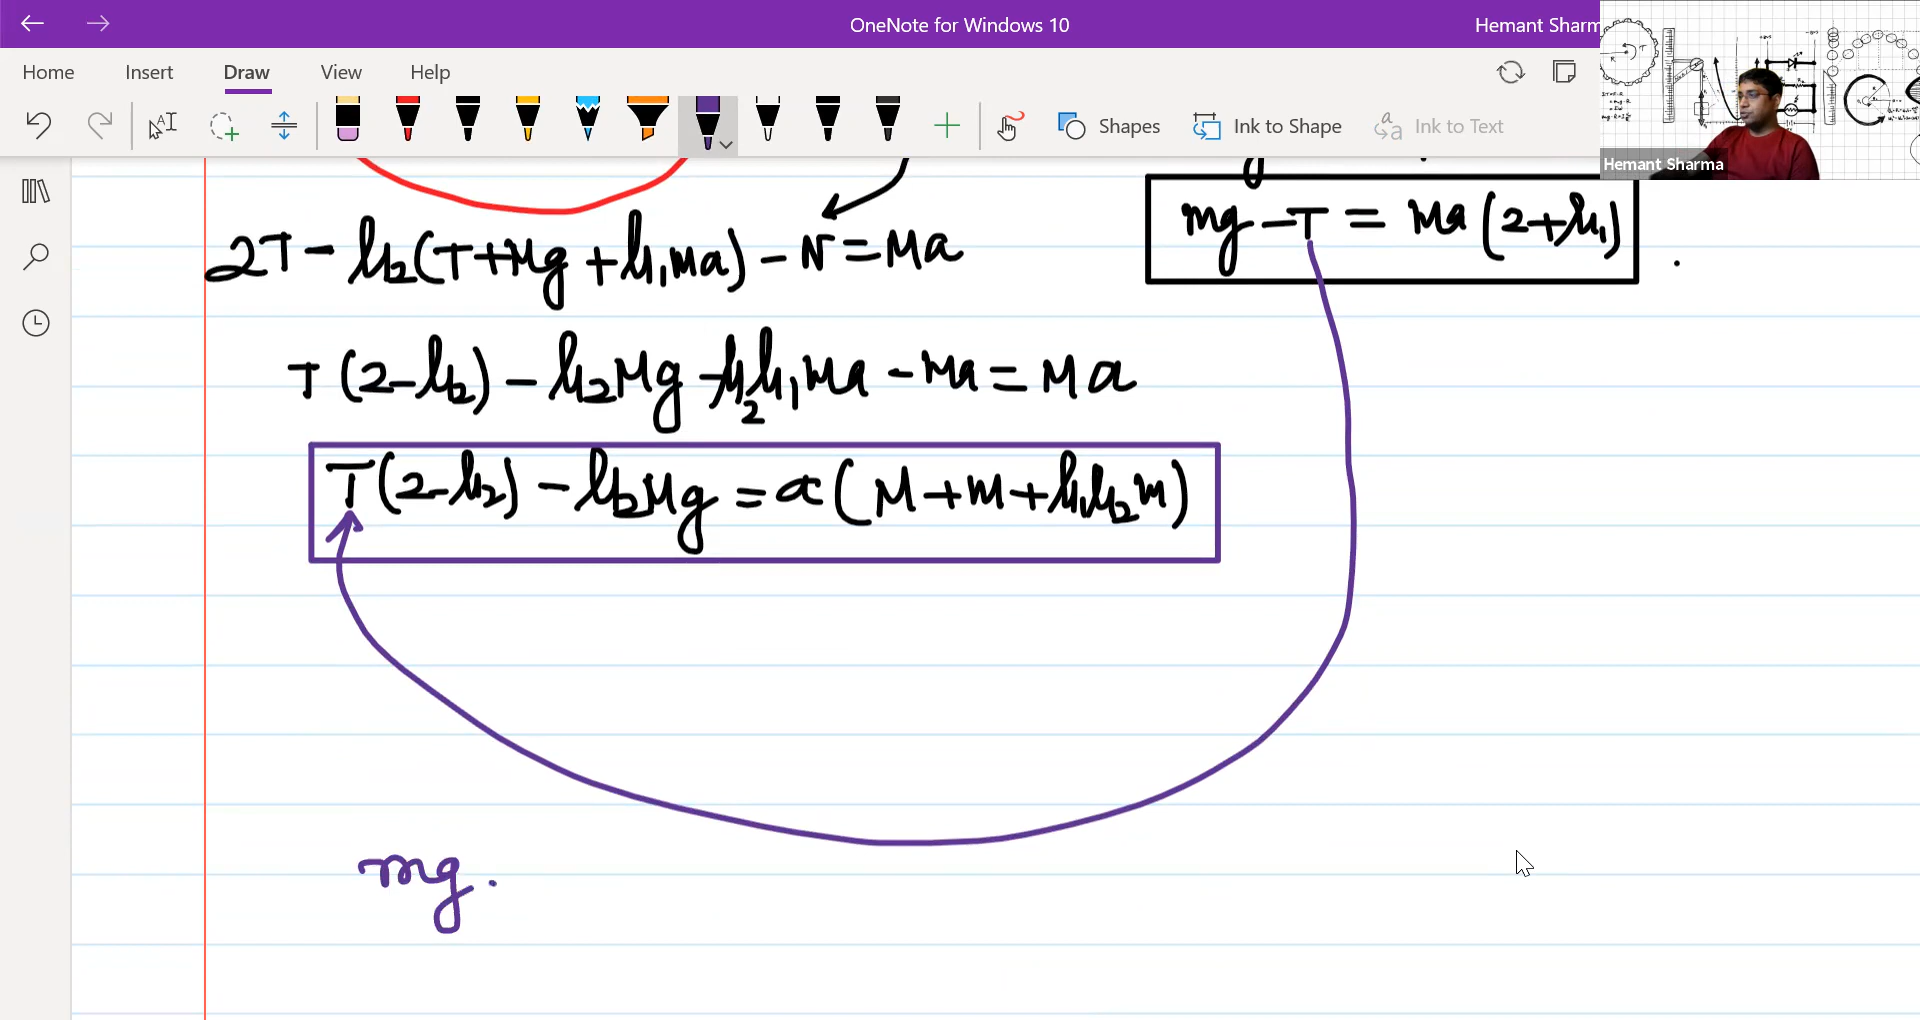 OneNote for Windows 10
Hemant Sharm
Home Insert Draw View Help
Shapes Ink to Shape Ink to Text
Hemant Sharma
mg - T = ma (2+μ₁)
2T - μ₂(T+Mg + μ₁ma) - N = Ma
T (2-μ₂) - μ₂Mg - μ₂μ₁ma - ma = Ma
T(2-μ₂) - μ₂Mg = a (M+m+μ₁μ₂m)
mg.